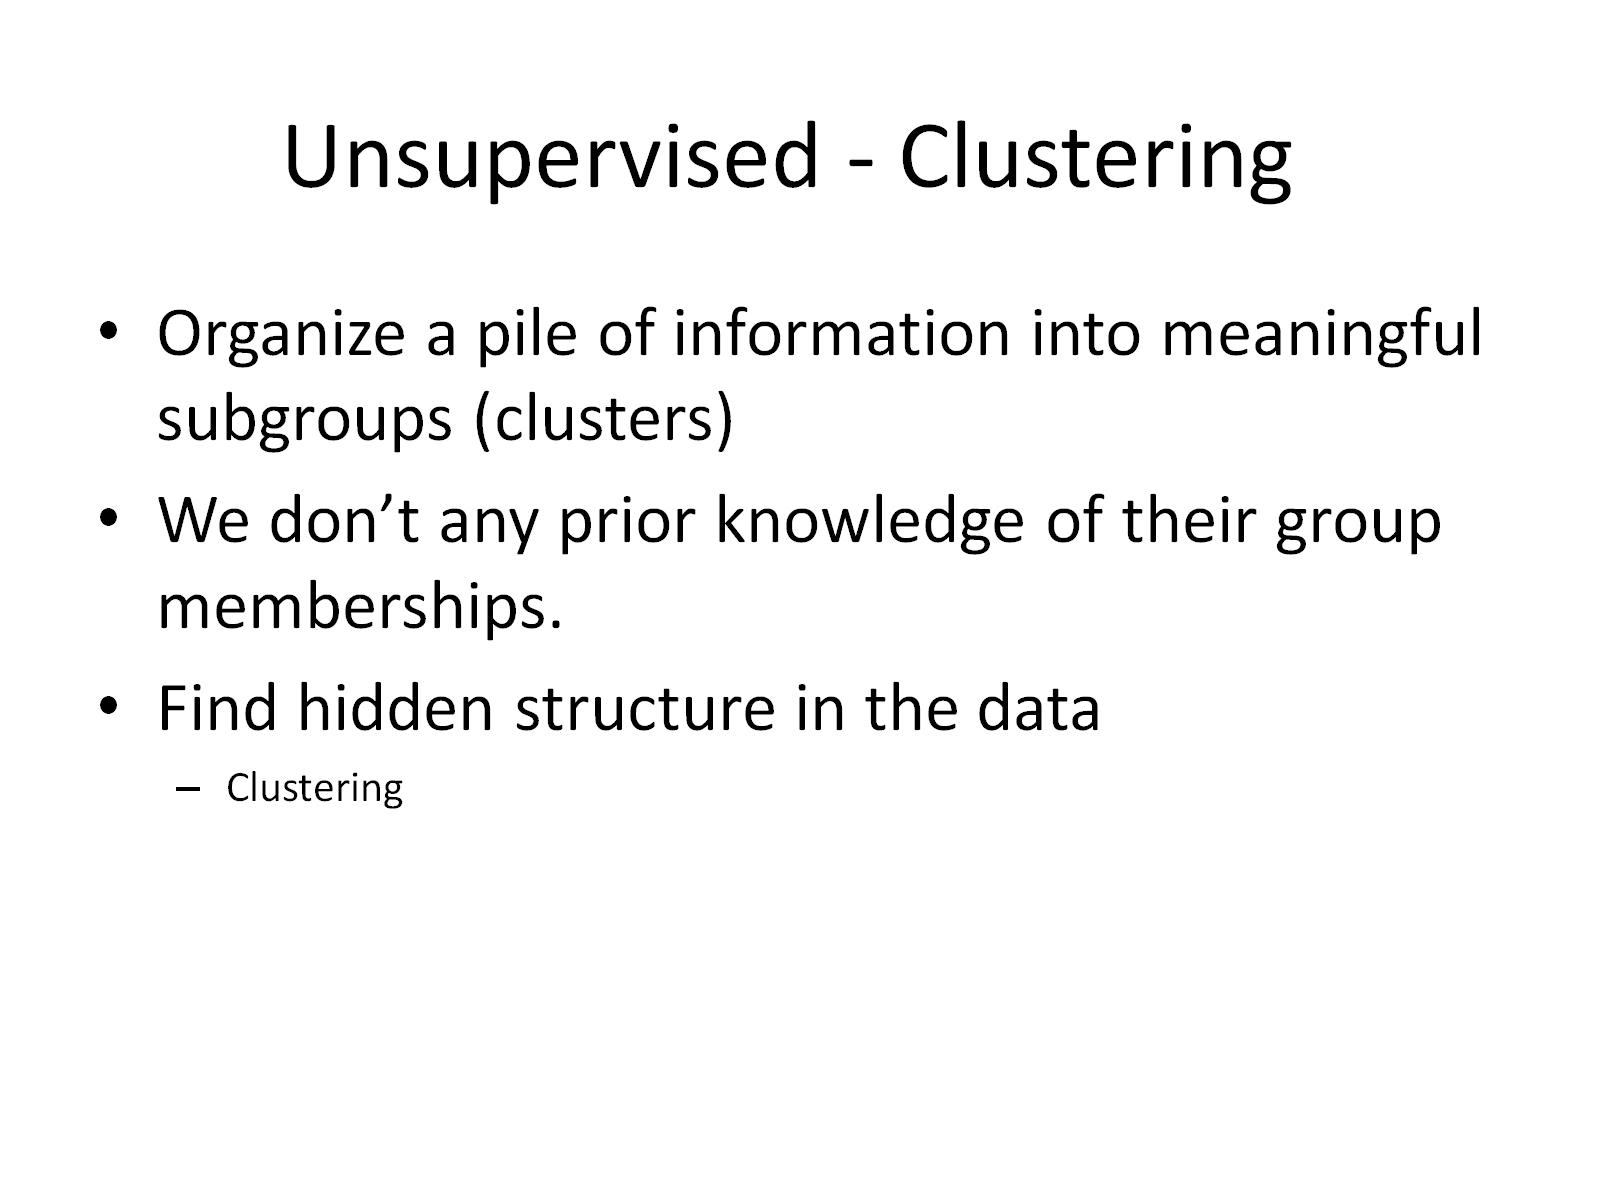 Unsupervised - Clustering
• Organize a pile of information into meaningful
subgroups (clusters)
• We don’t any prior knowledge of their group
memberships.
• Find hidden structure in the data
– Clustering